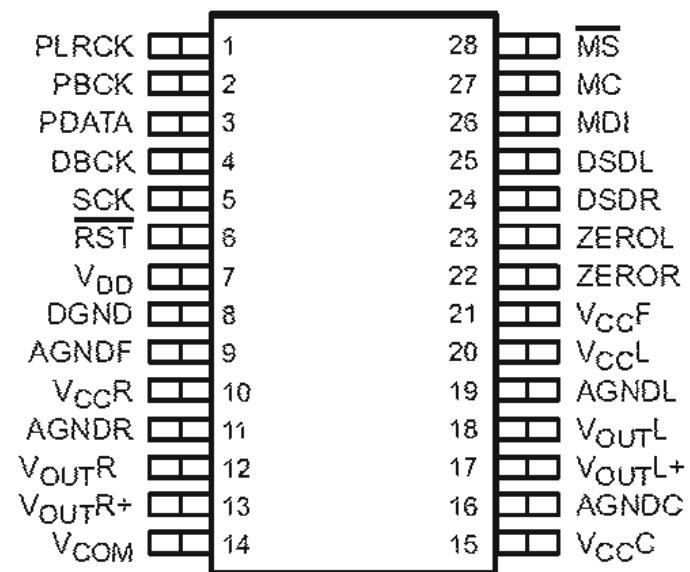 PLRCK 1 28 M̅S̅
PBCK 2 27 MC
PDATA 3 26 MDI
DBCK 4 25 DSDL
SCK 5 24 DSDR
R̅S̅T̅ 6 23 ZEROL
VDD 7 22 ZEROR
DGND 8 21 VCCF
AGNDF 9 20 VCCL
VCCR 10 19 AGNDL
AGNDR 11 18 VOUTL
VOUTR 12 17 VOUTL+
VOUTR+ 13 16 AGNDC
VCOM 14 15 VCCC